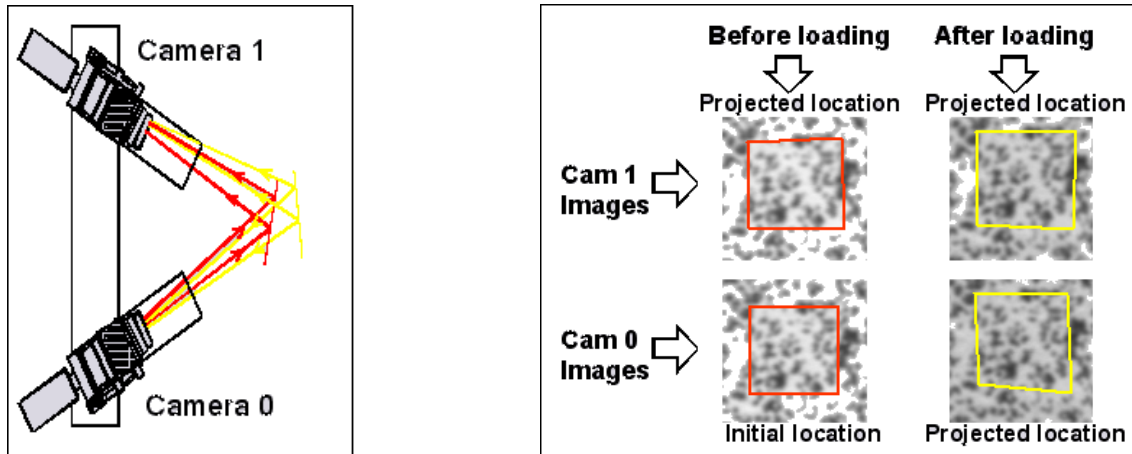 Camera 1
Camera 0
Before loading
After loading
Projected location
Projected location
Cam 1
Images
Cam 0
Images
Initial location
Projected location